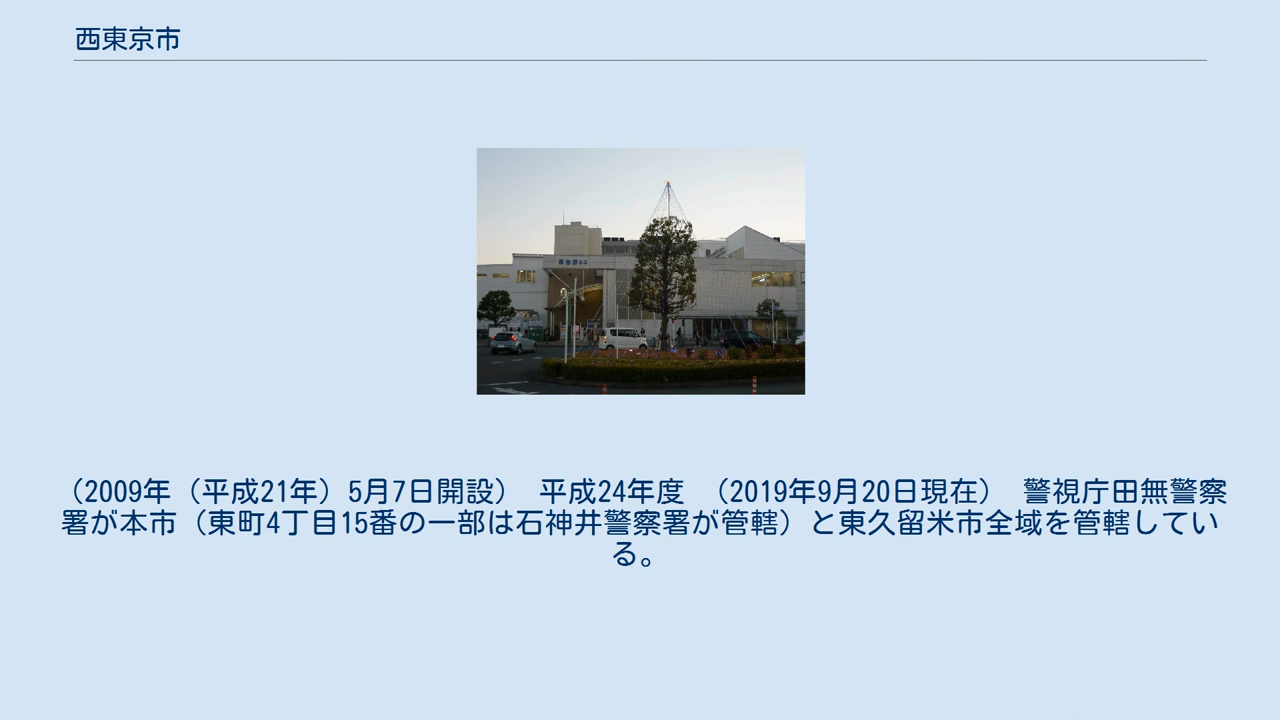 西東京市
（2009年（平成21年）5月7日開設）　平成24年度　（2019年9月20日現在）　警視庁田無警察
署が本市（東町4丁目15番の一部は石神井警察署が管轄）と東久留米市全域を管轄してい
る。